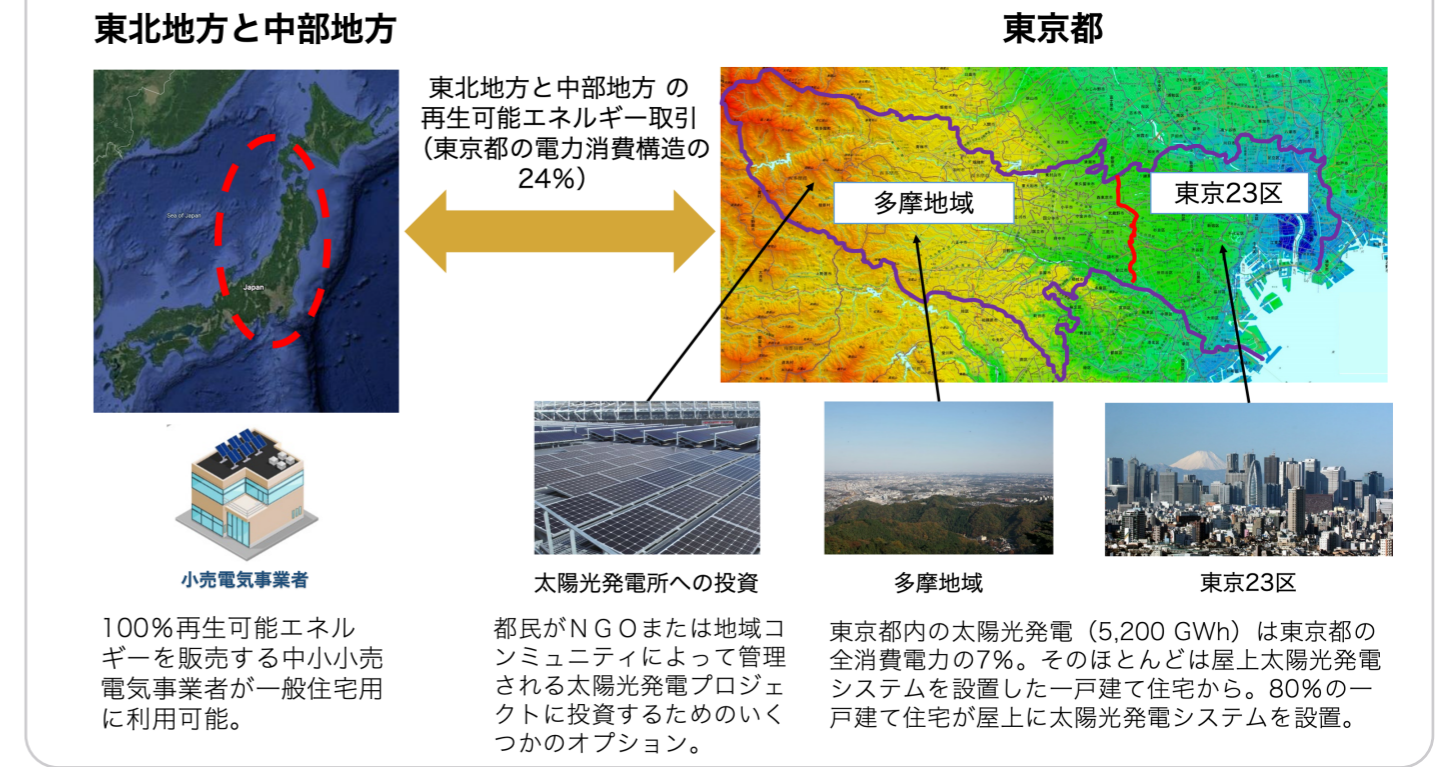 東北地方と中部地方
東京都
東北地方と中部地方 の
再生可能エネルギー取引
（東京都の電力消費構造の
24%）
Sea of Japan
Japan
多摩地域
東京23区
小売電気事業者
100%再生可能エネル
ギーを販売する中小小売
電気事業者が一般住宅用
に利用可能。
太陽光発電所への投資
都民がＮＧＯまたは地域コ
ンミュニティによって管理
される太陽光発電プロジェ
クトに投資するためのいく
つかのオプション。
多摩地域
東京23区
東京都内の太陽光発電（5,200 GWh）は東京都の
全消費電力の7%。そのほとんどは屋上太陽光発電
システムを設置した一戸建て住宅から。80%の一
戸建て住宅が屋上に太陽光発電システムを設置。